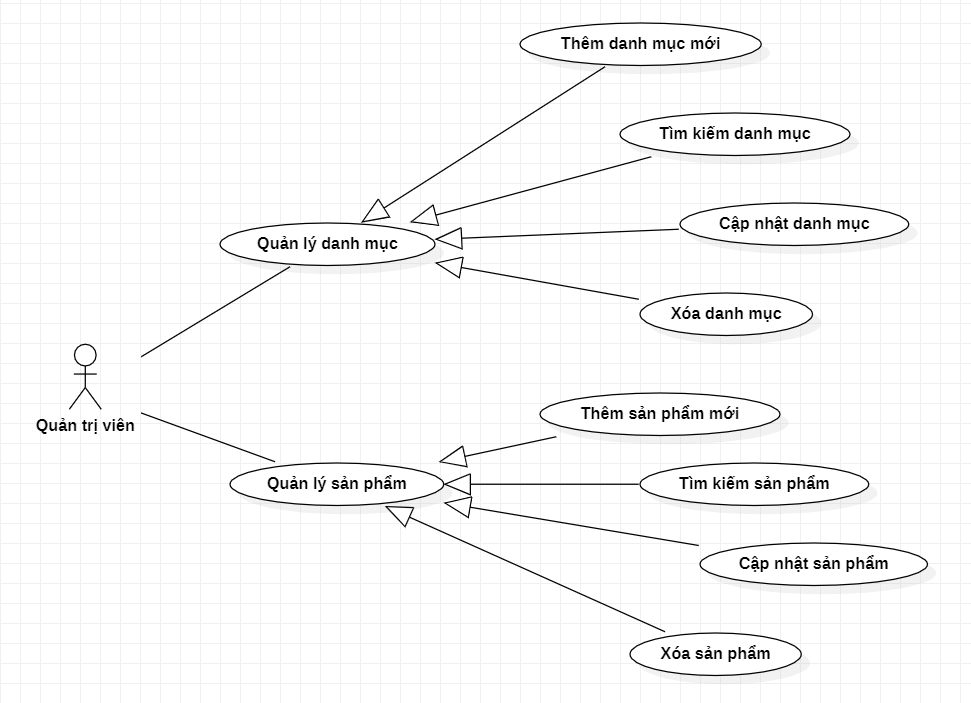 Thêm danh mục mới
Tìm kiếm danh mục
Cập nhật danh mục
Quản lý danh mục
Xóa danh mục
Quản trị viên
Thêm sản phẩm mới
Quản lý sản phẩm
Tìm kiếm sản phẩm
Cập nhật sản phẩm
Xóa sản phẩm